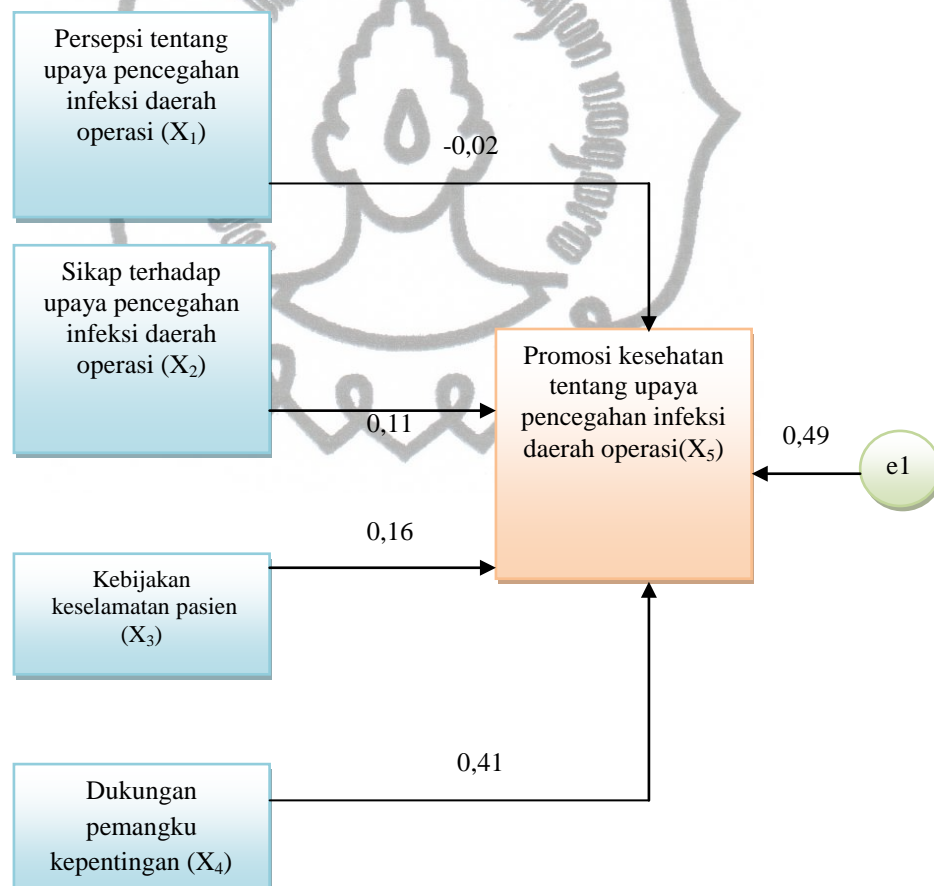 Persepsi tentang
upaya pencegahan
infeksi daerah
operasi (X₁)
-0,02
Sikap terhadap
upaya pencegahan
infeksi daerah
operasi (X₂)
0,11
Promosi kesehatan
tentang upaya
pencegahan infeksi
daerah operasi(X₅)
0,49
e1
0,16
Kebijakan
keselamatan pasien
(X₃)
0,41
Dukungan
pemangku
kepentingan (X₄)